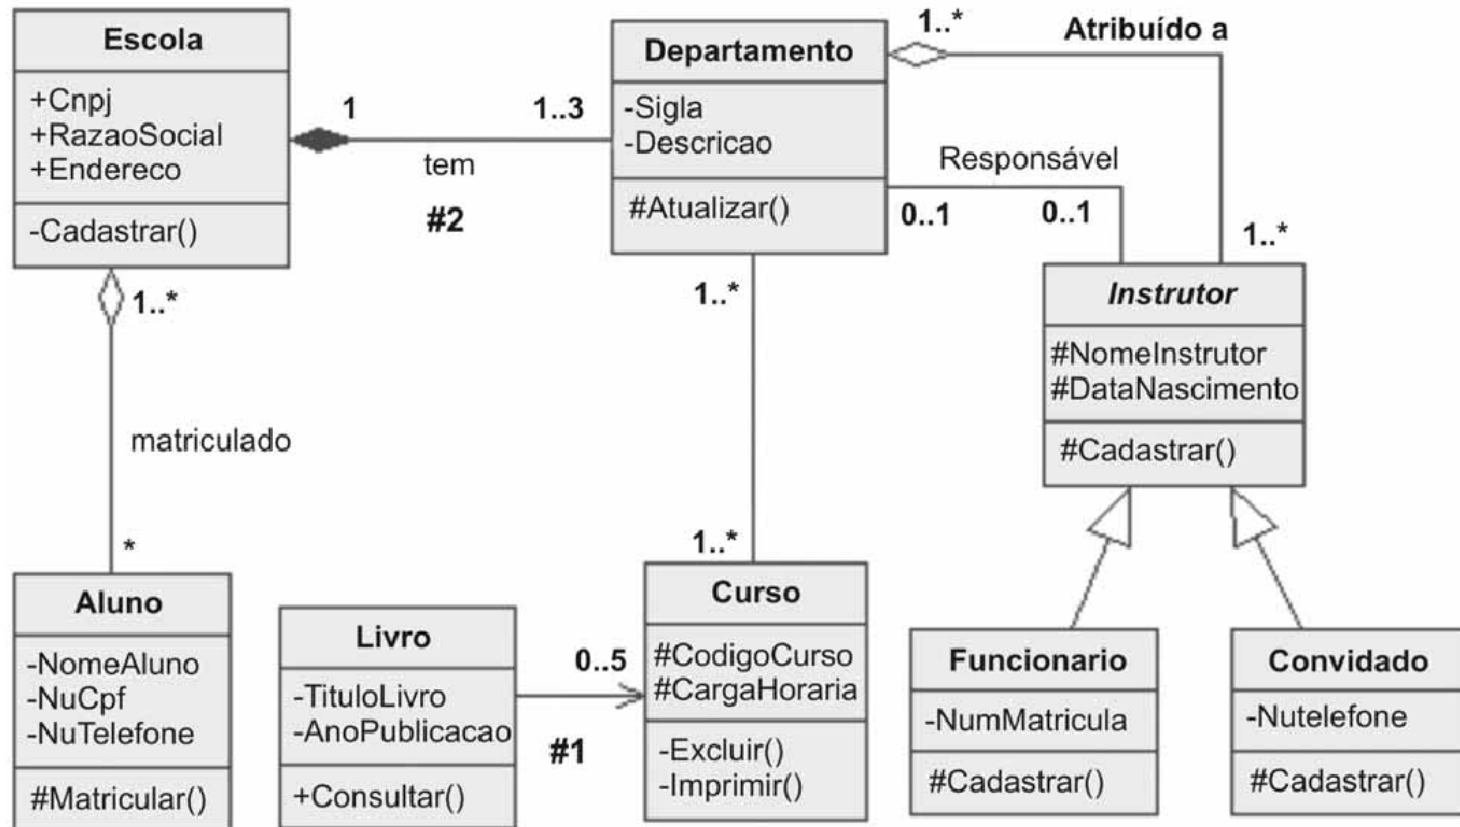 Escola
+Cnpj
+RazaoSocial
+Endereco
-Cadastrar()
1
1..3
tem
#2
Departamento
-Sigla
-Descricao
#Atualizar()
1..*
Atribuído a
Responsável
0..1
0..1
1..*
Instrutor
#NomeInstrutor
#DataNascimento
#Cadastrar()
1..*
matriculado
*
1..*
1..*
Aluno
-NomeAluno
-NuCpf
-NuTelefone
#Matricular()
Livro
-TituloLivro
-AnoPublicacao
+Consultar()
0..5
#1
Curso
#CodigoCurso
#CargaHoraria
-Excluir()
-Imprimir()
Funcionario
-NumMatricula
#Cadastrar()
Convidado
-Nutelefone
#Cadastrar()